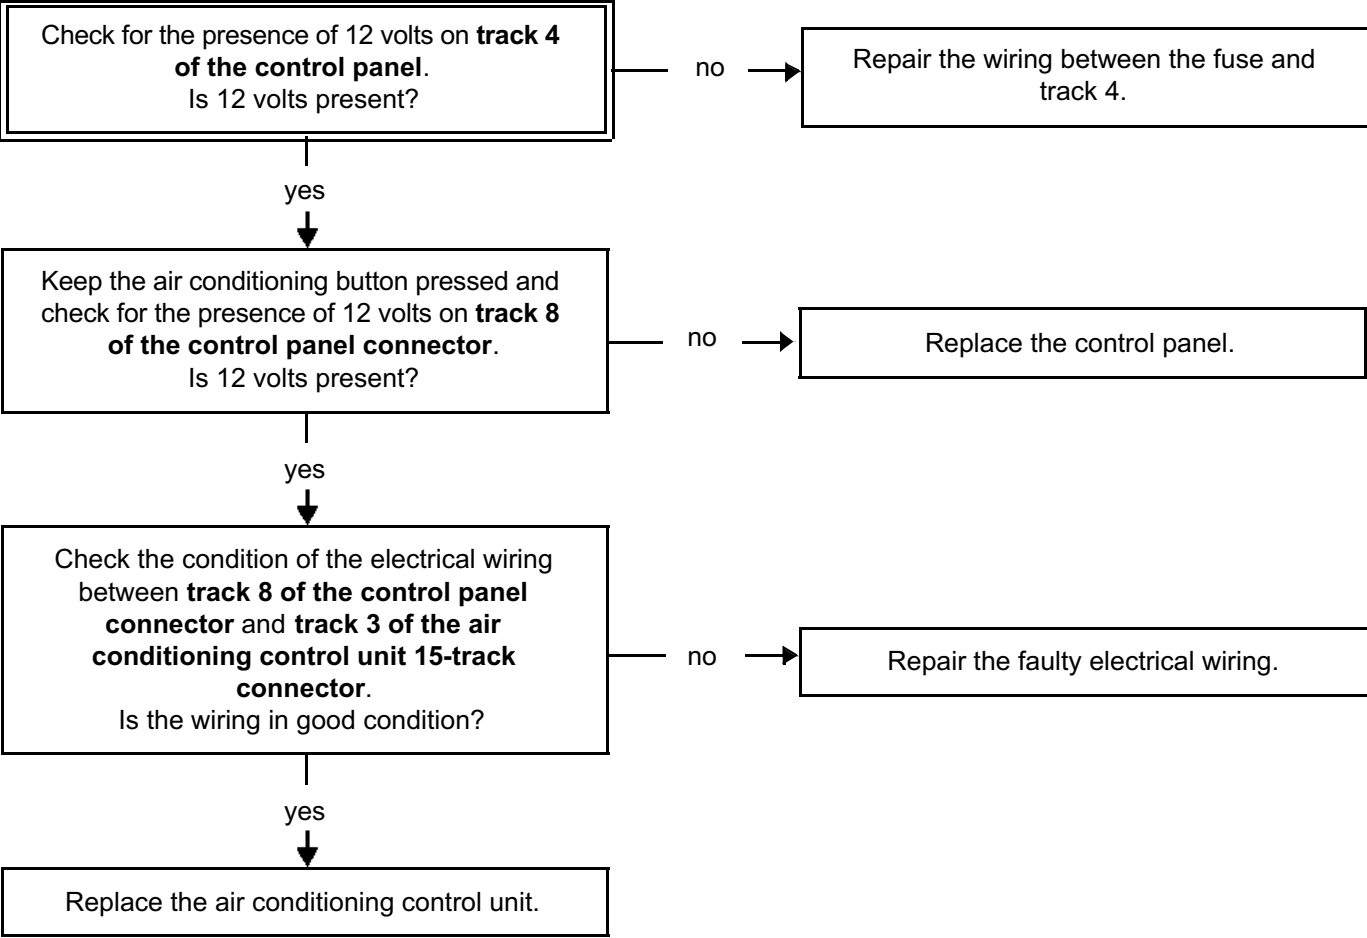 Check for the presence of 12 volts on track 4
of the control panel.
Is 12 volts present?
no
Repair the wiring between the fuse and
track 4.
yes
Keep the air conditioning button pressed and
check for the presence of 12 volts on track 8
of the control panel connector.
Is 12 volts present?
no
Replace the control panel.
yes
Check the condition of the electrical wiring
between track 8 of the control panel
connector and track 3 of the air
conditioning control unit 15-track
connector.
Is the wiring in good condition?
no
Repair the faulty electrical wiring.
yes
Replace the air conditioning control unit.